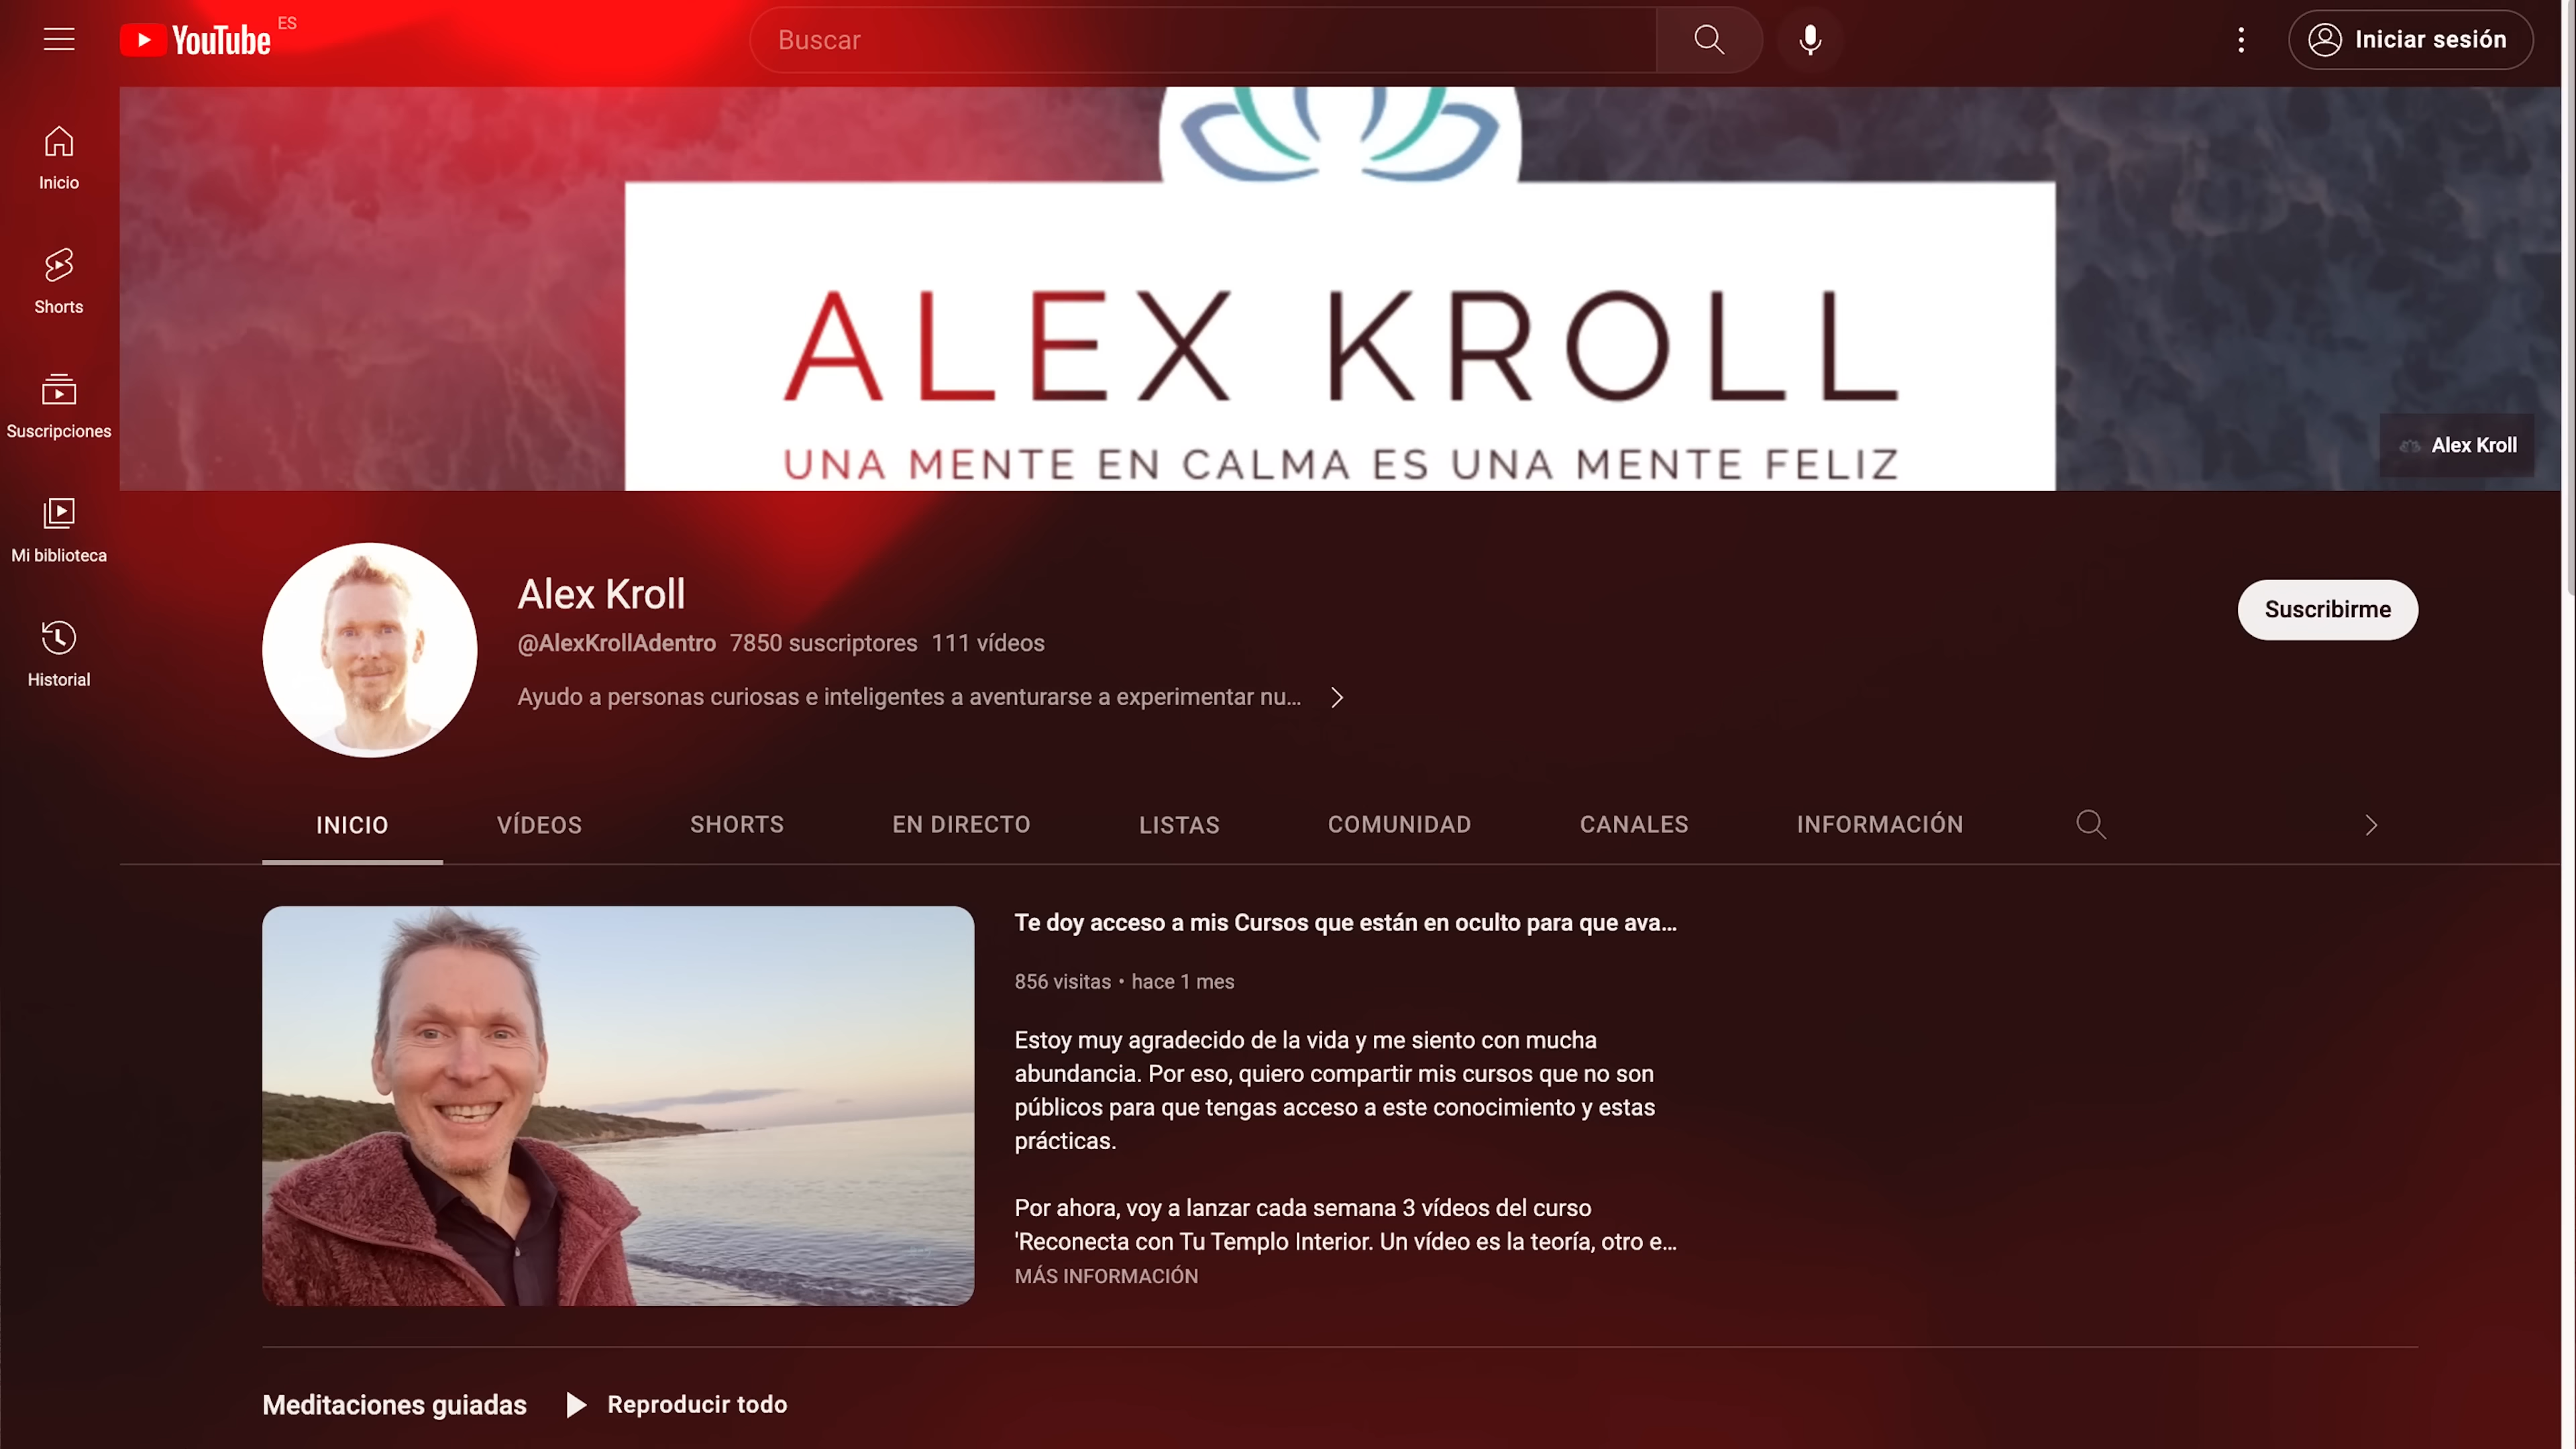 YouTube ES
Buscar
Iniciar sesión
Inicio
Shorts
Suscripciones
Mi biblioteca
Historial
ALEX KROLL
UNA MENTE EN CALMA ES UNA MENTE FELIZ
Alex Kroll
Alex Kroll
@AlexKrollAdentro 7850 suscriptores 111 vídeos
Ayudo a personas curiosas e inteligentes a aventurarse a experimentar nu...
Suscribirme
INICIO VÍDEOS SHORTS EN DIRECTO LISTAS COMUNIDAD CANALES INFORMACIÓN
Te doy acceso a mis Cursos que están en oculto para que ava...
856 visitas • hace 1 mes
Estoy muy agradecido de la vida y me siento con mucha
abundancia. Por eso, quiero compartir mis cursos que no son
públicos para que tengas acceso a este conocimiento y estas
prácticas.
Por ahora, voy a lanzar cada semana 3 vídeos del curso
'Reconecta con Tu Templo Interior. Un vídeo es la teoría, otro e...
MÁS INFORMACIÓN
Meditaciones guiadas Reproducir todo